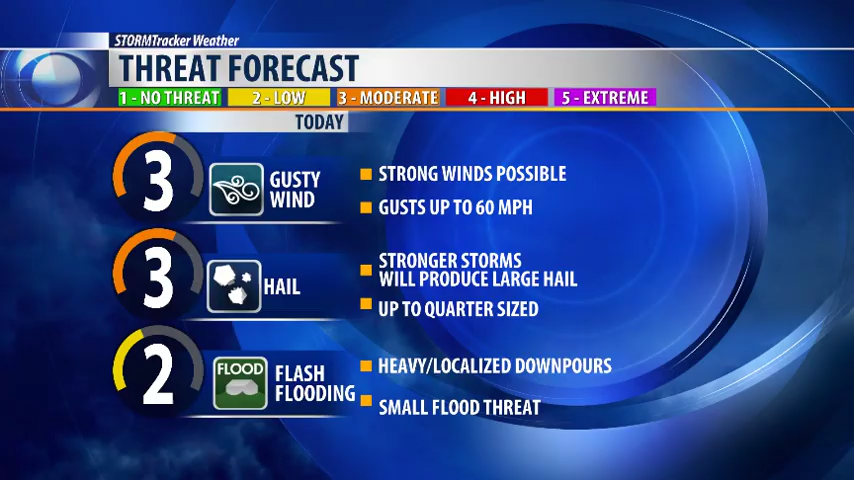 STORMTracker Weather
THREAT FORECAST
1 - NO THREAT 2 - LOW 3 - MODERATE 4 - HIGH 5 - EXTREME
TODAY
3
GUSTY
WIND
STRONG WINDS POSSIBLE
GUSTS UP TO 60 MPH
3
HAIL
STRONGER STORMS
WILL PRODUCE LARGE HAIL
UP TO QUARTER SIZED
2
FLOOD
FLASH
FLOODING
HEAVY/LOCALIZED DOWNPOURS
SMALL FLOOD THREAT